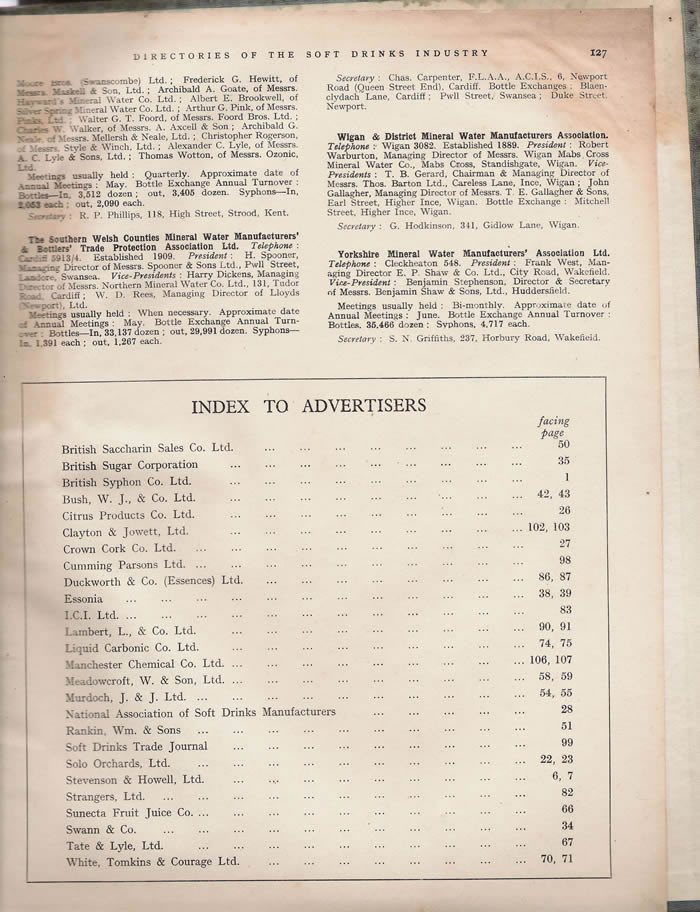 DIRECTORIES OF THE SOFT DRINKS INDUSTRY 127
Moore Bros. (Swanscombe) Ltd.; Frederick G. Hewitt, of
Messrs. Maskell & Son, Ltd.; Archibald A. Goate, of Messrs.
Hayward's Mineral Water Co. Ltd.; Albert E. Brookwell, of
Silver Spring Mineral Water Co. Ltd.; Arthur G. Pink, of Messrs.
Pinks, Ltd.; Walter G. T. Foord, of Messrs. Foord Bros. Ltd.;
Charles W. Walker, of Messrs. A. Axcell & Son; Archibald G.
Neale, of Messrs. Mellersh & Neale, Ltd.; Christopher Rogerson,
of Messrs. Style & Winch, Ltd.; Alexander C. Lyle, of Messrs.
A. C. Lyle & Sons, Ltd.; Thomas Wotton, of Messrs. Ozonic,
Ltd.
Meetings usually held: Quarterly. Approximate date of
Annual Meetings: May. Bottle Exchange Annual Turnover:
Bottles—In, 3,512 dozen; out, 3,405 dozen. Syphons—In,
2,053 each; out, 2,090 each.
Secretary: R. P. Phillips, 118, High Street, Strood, Kent.
The Southern Welsh Counties Mineral Water Manufacturers'
& Bottlers' Trade Protection Association Ltd. Telephone:
Cardiff 5913/4. Established 1909. President: H. Spooner,
Managing Director of Messrs. Spooner & Sons Ltd., Pwll Street,
Landore, Swansea. Vice-Presidents: Harry Dickens, Managing
Director of Messrs. Northern Mineral Water Co. Ltd., 131, Tudor
Road, Cardiff; W. D. Rees, Managing Director of Lloyds
(Newport), Ltd.
Meetings usually held: When necessary. Approximate date
of Annual Meetings: May. Bottle Exchange Annual Turn-
over: Bottles—In, 33,137 dozen; out, 29,991 dozen. Syphons—
In, 1,391 each; out, 1,267 each.
Secretary: Chas. Carpenter, F.L.A.A., A.C.I.S., 6, Newport
Road (Queen Street End), Cardiff. Bottle Exchanges: Blaen-
clydach Lane, Cardiff; Pwll Street, Swansea; Duke Street,
Newport.
Wigan & District Mineral Water Manufacturers Association.
Telephone: Wigan 3082. Established 1889. President: Robert
Warburton, Managing Director of Messrs. Wigan Mabs Cross
Mineral Water Co., Mabs Cross, Standishgate, Wigan. Vice-
Presidents: T. B. Gerard, Chairman & Managing Director
of Messrs. Thos. Barton Ltd., Careless Lane, Ince, Wigan; John
Gallagher, Managing Director of Messrs. T. E. Gallagher & Sons,
Earl Street, Higher Ince, Wigan. Bottle Exchange: Mitchell
Street, Higher Ince, Wigan.
Secretary: G. Hodkinson, 341, Gidlow Lane, Wigan.
Yorkshire Mineral Water Manufacturers' Association Ltd.
Telephone: Cleckheaton 548. President: Frank West, Man-
aging Director E. P. Shaw & Co. Ltd., City Road, Wakefield.
Vice-President: Benjamin Stephenson, Director & Secretary
of Messrs. Benjamin Shaw & Sons, Ltd., Huddersfield.
Meetings usually held: Bi-monthly. Approximate date of
Annual Meetings: June. Bottle Exchange Annual Turnover:
Bottles, 35,466 dozen: Syphons, 4,717 each.
Secretary: S. N. Griffiths, 237, Horbury Road, Wakefield.
INDEX TO ADVERTISERS
facing
page
British Saccharin Sales Co. Ltd. ... 50
British Sugar Corporation ... 35
British Syphon Co. Ltd. ... 1
Bush, W. J., & Co. Ltd. ... 42, 43
Citrus Products Co. Ltd. ... 26
Clayton & Jowett, Ltd. ... 102, 103
Crown Cork Co. Ltd. ... 27
Cumming Parsons Ltd. ... 98
Duckworth & Co. (Essences) Ltd. ... 86, 87
Essonia ... 38, 39
I.C.I. Ltd. ... 83
Lambert, L., & Co. Ltd. ... 90, 91
Liquid Carbonic Co. Ltd. ... 74, 75
Manchester Chemical Co. Ltd. ... 106, 107
Meadowcroft, W. & Son, Ltd. ... 58, 59
Murdoch, J. & J. Ltd. ... 54, 55
National Association of Soft Drinks Manufacturers ... 28
Rankin, Wm. & Sons ... 51
Soft Drinks Trade Journal ... 99
Solo Orchards, Ltd. ... 22, 23
Stevenson & Howell, Ltd. ... 6, 7
Strangers, Ltd. ... 82
Sunecta Fruit Juice Co. ... 66
Swann & Co. ... 34
Tate & Lyle, Ltd. ... 67
White, Tomkins & Courage Ltd. ... 70, 71